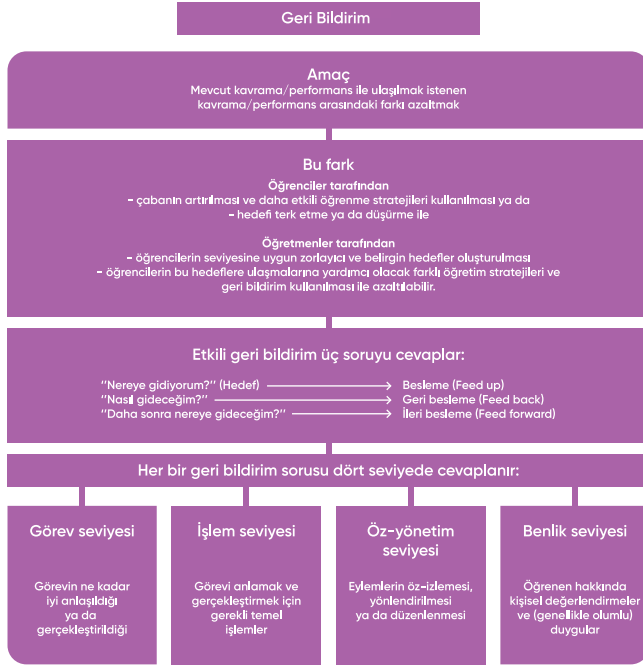 Geri Bildirim
Amaç
Mevcut kavrama/performans ile ulaşılmak istenen
kavrama/performans arasındaki farkı azaltmak
Bu fark
Öğrenciler tarafından
- çabanın artırılması ve daha etkili öğrenme stratejileri kullanılması ya da
- hedefi terk etme ya da düşürme ile
Öğretmenler tarafından
- öğrencilerin seviyesine uygun zorlayıcı ve belirgin hedefler oluşturulması
- öğrencilerin bu hedeflere ulaşmalarına yardımcı olacak farklı öğretim stratejileri ve
geri bildirim kullanılması ile azaltılabilir.
Etkili geri bildirim üç soruyu cevaplar:
"Nereye gidiyorum?" (Hedef) Besleme (Feed up)
"Nasıl gideceğim?" Geri besleme (Feed back)
"Daha sonra nereye gideceğim?" İleri besleme (Feed forward)
Her bir geri bildirim sorusu dört seviyede cevaplanır:
Görev seviyesi
Görevin ne kadar
iyi anlaşıldığı
ya da
gerçekleştirildiği
İşlem seviyesi
Görevi anlamak ve
gerçekleştirmek için
gerekli temel
işlemler
Öz-yönetim
seviyesi
Eylemlerin öz-izlemesi,
yönlendirilmesi
ya da düzenlenmesi
Benlik seviyesi
Öğrenen hakkında
kişisel değerlendirmeler
ve (genellikle olumlu)
duygular